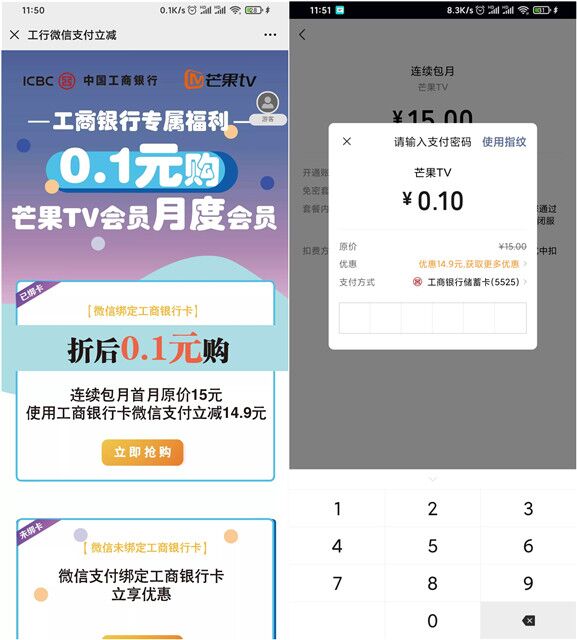 11:50
0.1K/s
工行微信支付立减
ICBC 中国工商银行 芒果TV
游客
一工商银行专属福利一
0.1元购
芒果TV会员月度会员
已绑卡
【微信绑定工商银行卡】
折后0.1元购
连续包月首月原价15元
使用工商银行卡微信支付立减14.9元
立即抢购
未绑卡
【微信未绑定工商银行卡】
微信支付绑定工商银行卡
立享优惠
11:51
8.3K/s
连续包月
芒果TV
¥15.00
开通账
免密套
套餐内
通过
闭服
扣费方
中扣
请输入支付密码 使用指纹
芒果TV
¥0.10
原价 ¥15.00
优惠 优惠14.9元,获取更多优惠
支付方式 工商银行储蓄卡(5525)
1 2 3
4 5 6
7 8 9
0